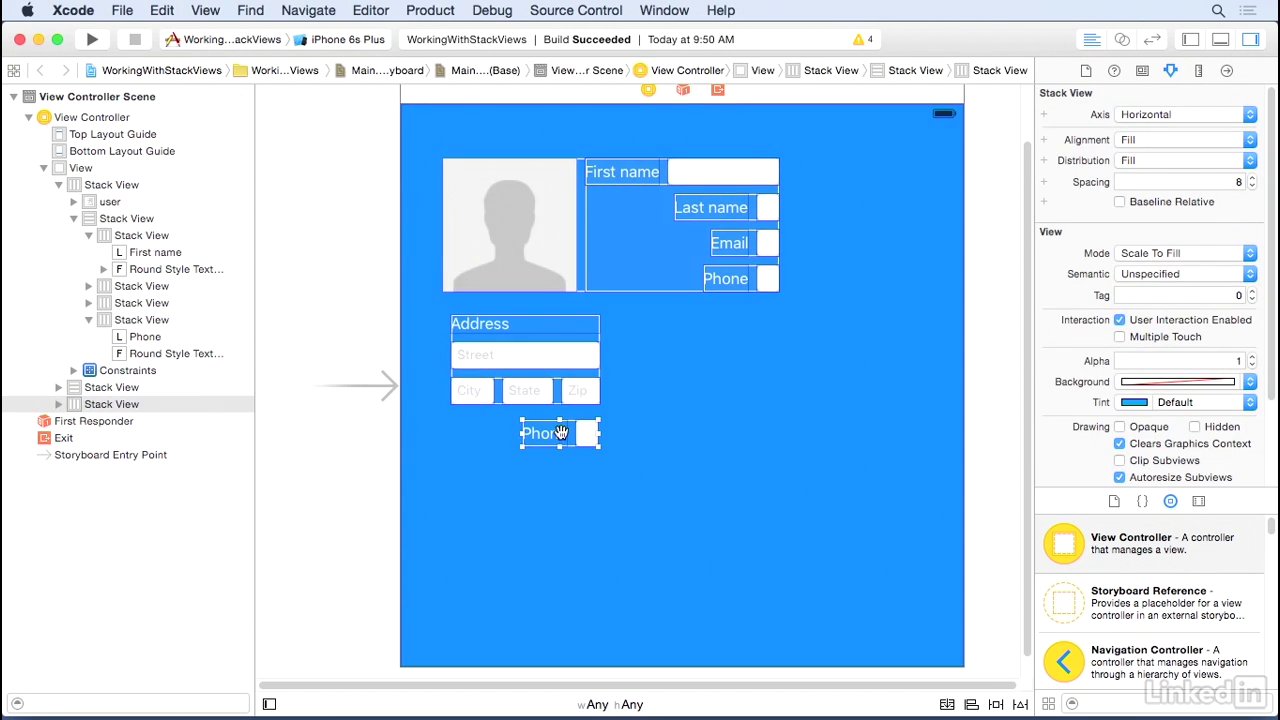 Xcode File Edit View Find Navigate Editor Product Debug Source Control Window Help
Working...ackViews iPhone 6s Plus WorkingWithStackViews Build Succeeded Today at 9:50 AM 4
WorkingWithStackViews Worki...Views Main....yboard Main....(Base) View...r Scene View Controller View Stack View Stack View Stack View
View Controller Scene
View Controller
Top Layout Guide
Bottom Layout Guide
View
Stack View
user
Stack View
Stack View
L First name
F Round Style Text...
Stack View
Stack View
Stack View
L Phone
F Round Style Text...
Constraints
Stack View
Stack View
First Responder
Exit
Storyboard Entry Point
First name
Last name
Email
Phone
Address
Street
City State Zip
Phon
wAny hAny
Stack View
Axis Horizontal
Alignment Fill
Distribution Fill
Spacing 8
Baseline Relative
View
Mode Scale To Fill
Semantic Unspecified
Tag 0
Interaction User Interaction Enabled
Multiple Touch
Alpha 1
Background
Tint Default
Drawing Opaque Hidden
Clears Graphics Context
Clip Subviews
Autoresize Subviews
View Controller - A controller
that manages a view.
Storyboard Reference -
Provides a placeholder for a view
controller in an external storybo...
Navigation Controller - A
controller that manages navigation
through a hierarchy of views.
Linked in